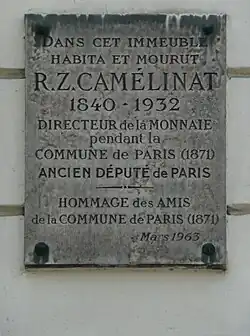 DANS CET IMMEUBLE
HABITA ET MOURUT
R.Z.CAMÉLINAT
1840 - 1932
DIRECTEUR de la MONNAIE
pendant la
COMMUNE DE PARIS (1871)
ANCIEN DÉPUTÉ de PARIS
HOMMAGE des AMIS
de la COMMUNE DE PARIS (1871)
Mars 1963